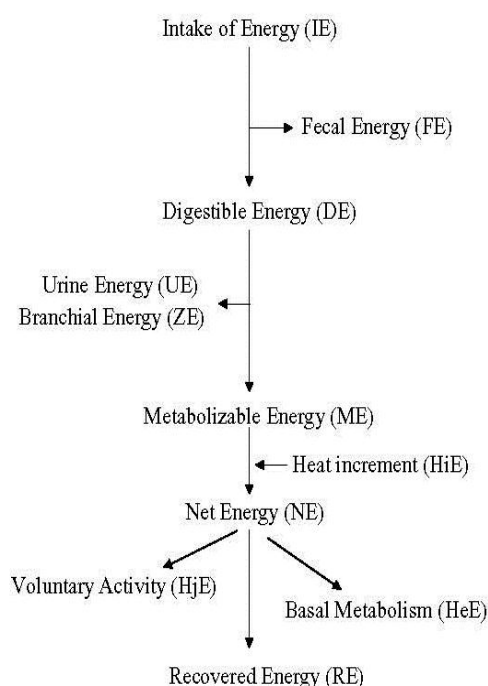 Intake of Energy (IE)
Fecal Energy (FE)
Digestible Energy (DE)
Urine Energy (UE)
Branchial Energy (ZE)
Metabolizable Energy (ME)
Heat increment (HiE)
Net Energy (NE)
Voluntary Activity (HjE)
Basal Metabolism (HeE)
Recovered Energy (RE)